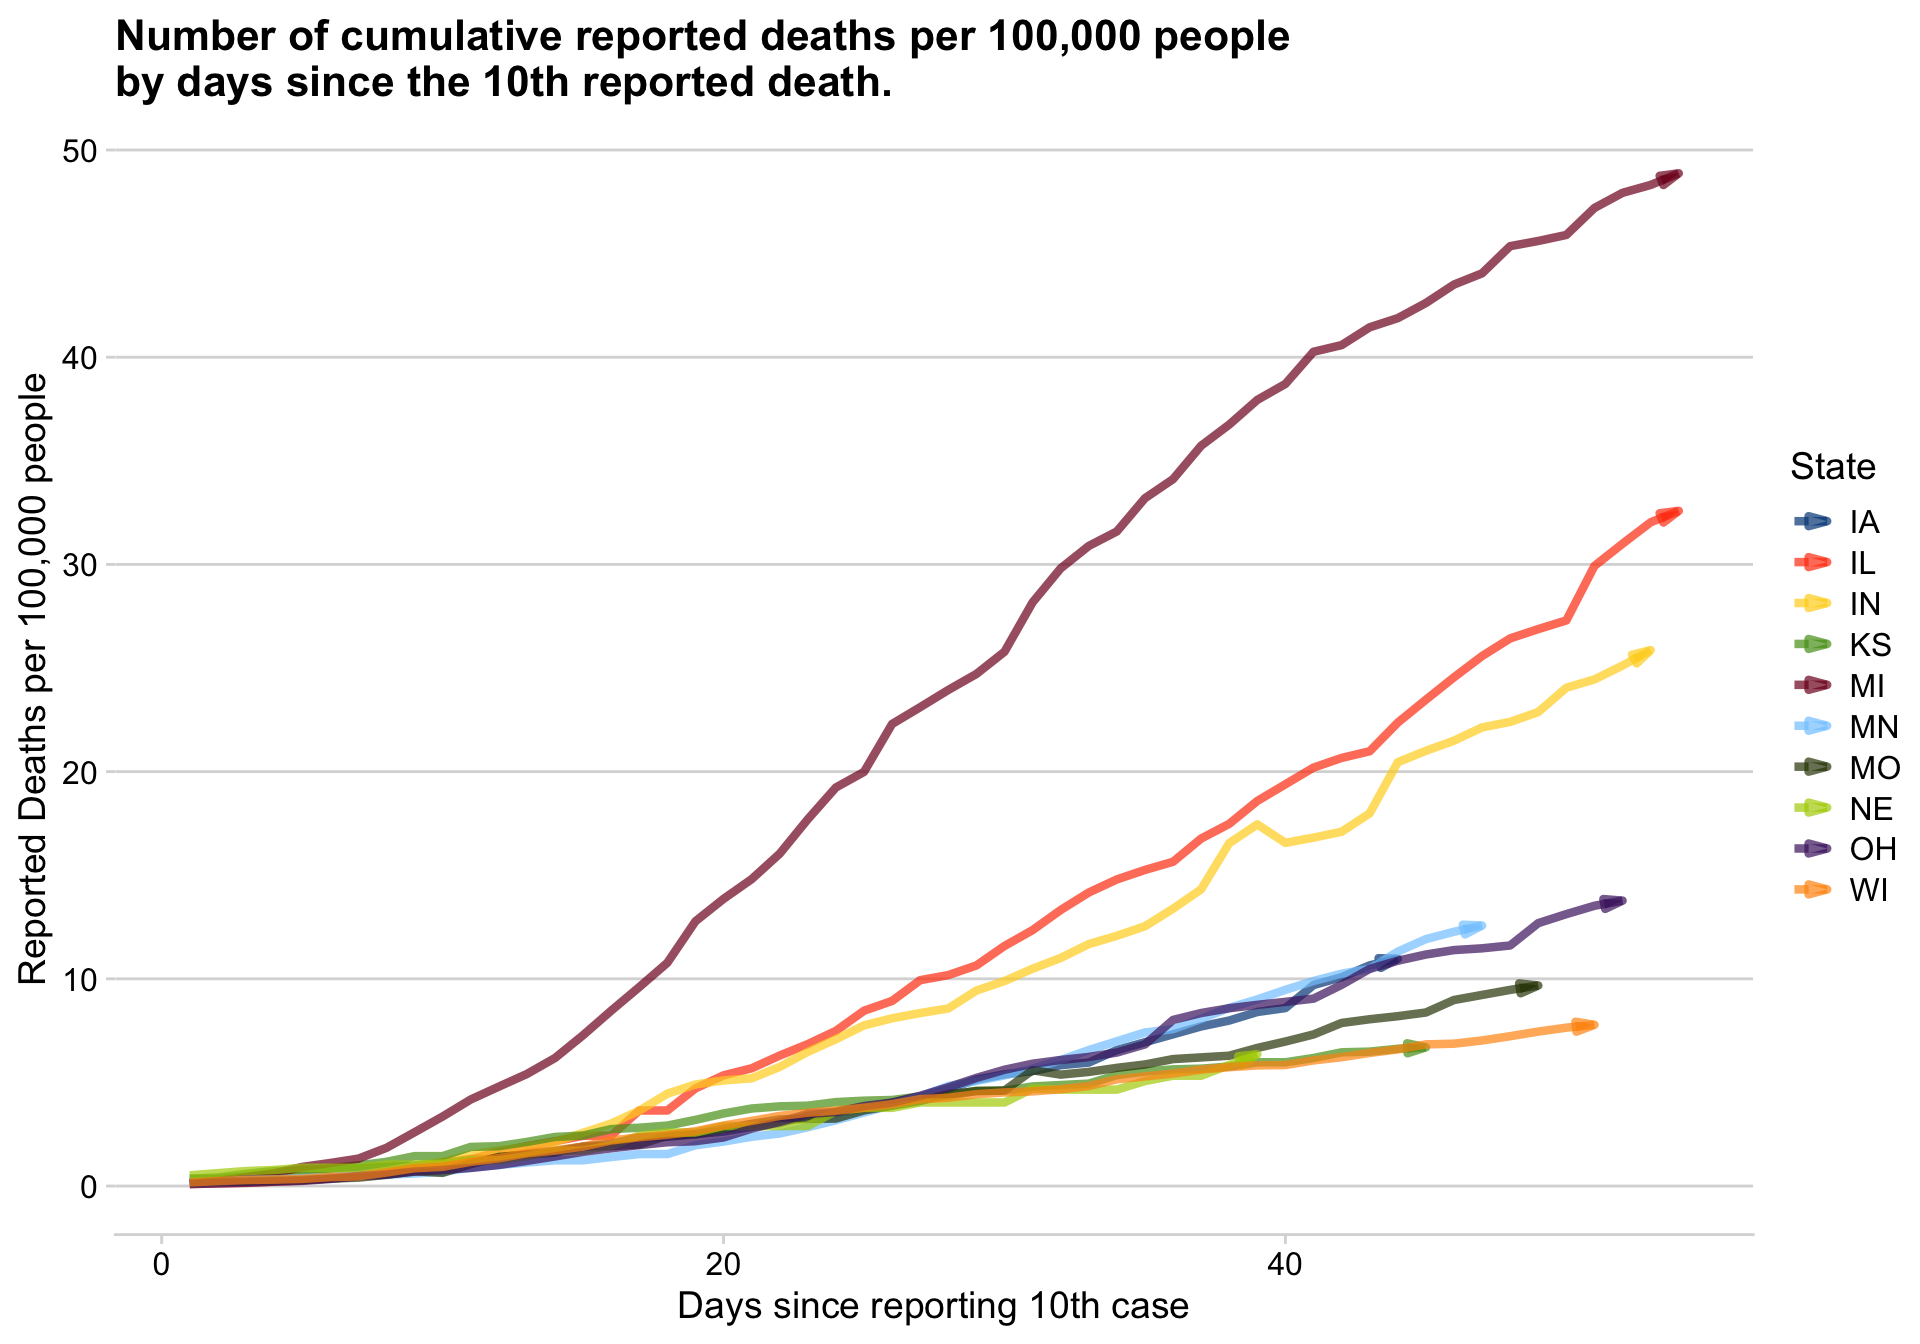 Number of cumulative reported deaths per 100,000 people
by days since the 10th reported death.
50
40
30
20
10
0
Reported Deaths per 100,000 people
0 20 40
Days since reporting 10th case
State
IA
IL
IN
KS
MI
MN
MO
NE
OH
WI